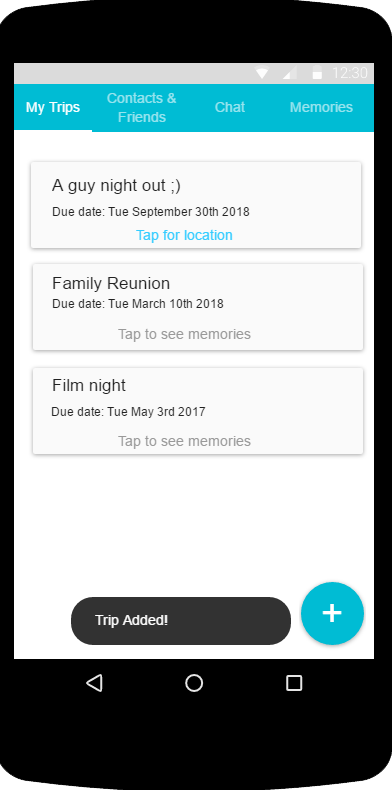 12:30
My Trips
Contacts &
Friends
Chat
Memories
A guy night out ;)
Due date: Tue September 30th 2018
Tap for location
Family Reunion
Due date: Tue March 10th 2018
Tap to see memories
Film night
Due date: Tue May 3rd 2017
Tap to see memories
Trip Added!
+